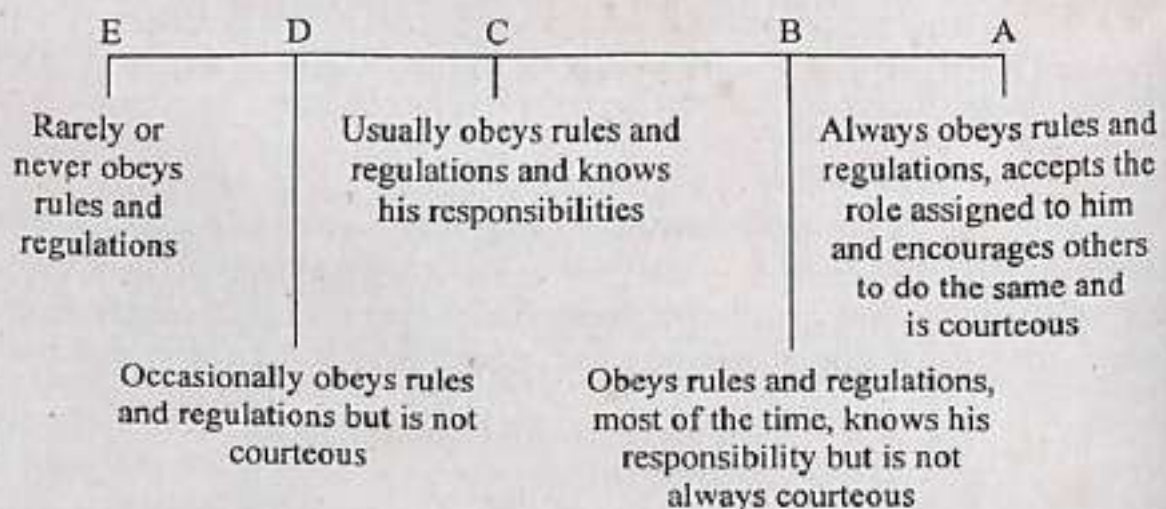 E D C B A
Rarely or
never obeys
rules and
regulations
Usually obeys rules and
regulations and knows
his responsibilities
Always obeys rules and
regulations, accepts the
role assigned to him
and encourages others
to do the same and
is courteous
Occasionally obeys rules
and regulations but is not
courteous
Obeys rules and regulations,
most of the time, knows his
responsibility but is not
always courteous